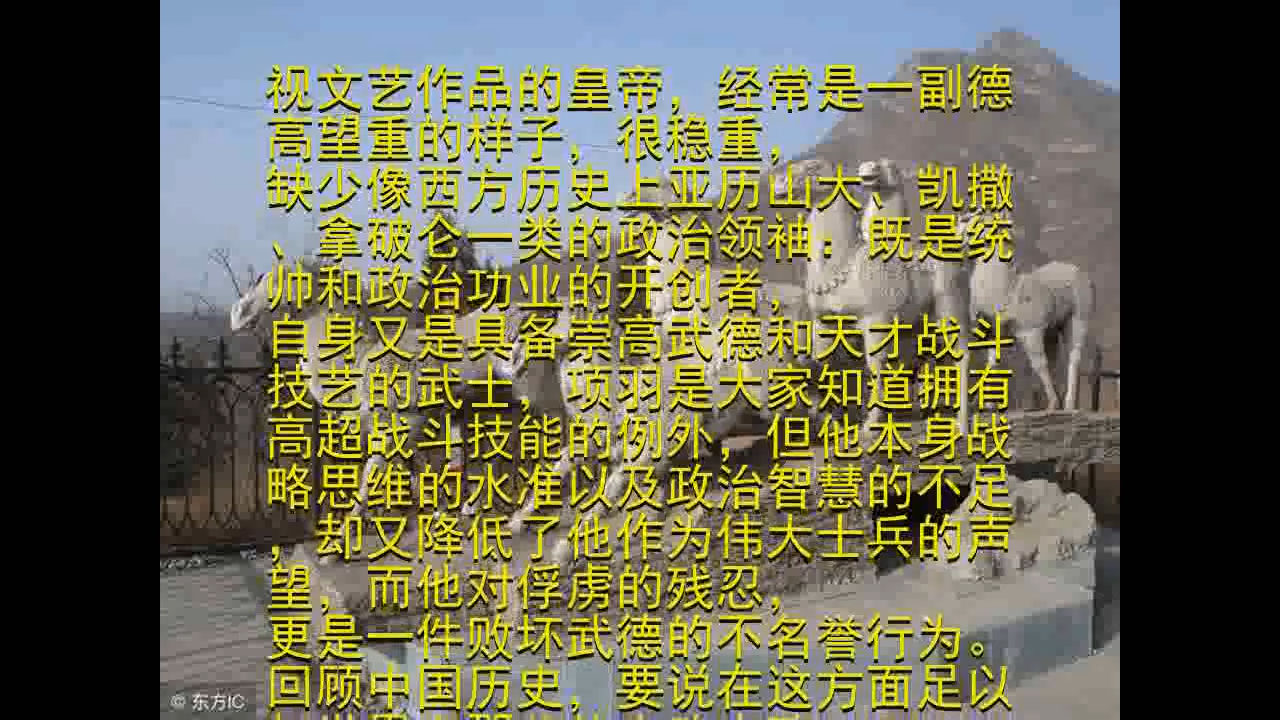 视文艺作品的皇帝，经常是一副德
高望重的样子，很稳重，
缺少像西方历史上亚历山大、凯撒
、拿破仑一类的政治领袖：既是统
帅和政治功业的开创者，
自身又是具备崇高武德和天才战斗
技艺的武士，项羽是大家知道拥有
高超战斗技能的例外，但他本身战
略思维的水准以及政治智慧的不足
，却又降低了他作为伟大士兵的声
望，而他对俘虏的残忍，
更是一件败坏武德的不名誉行为。
回顾中国历史，要说在这方面足以
© 东方IC